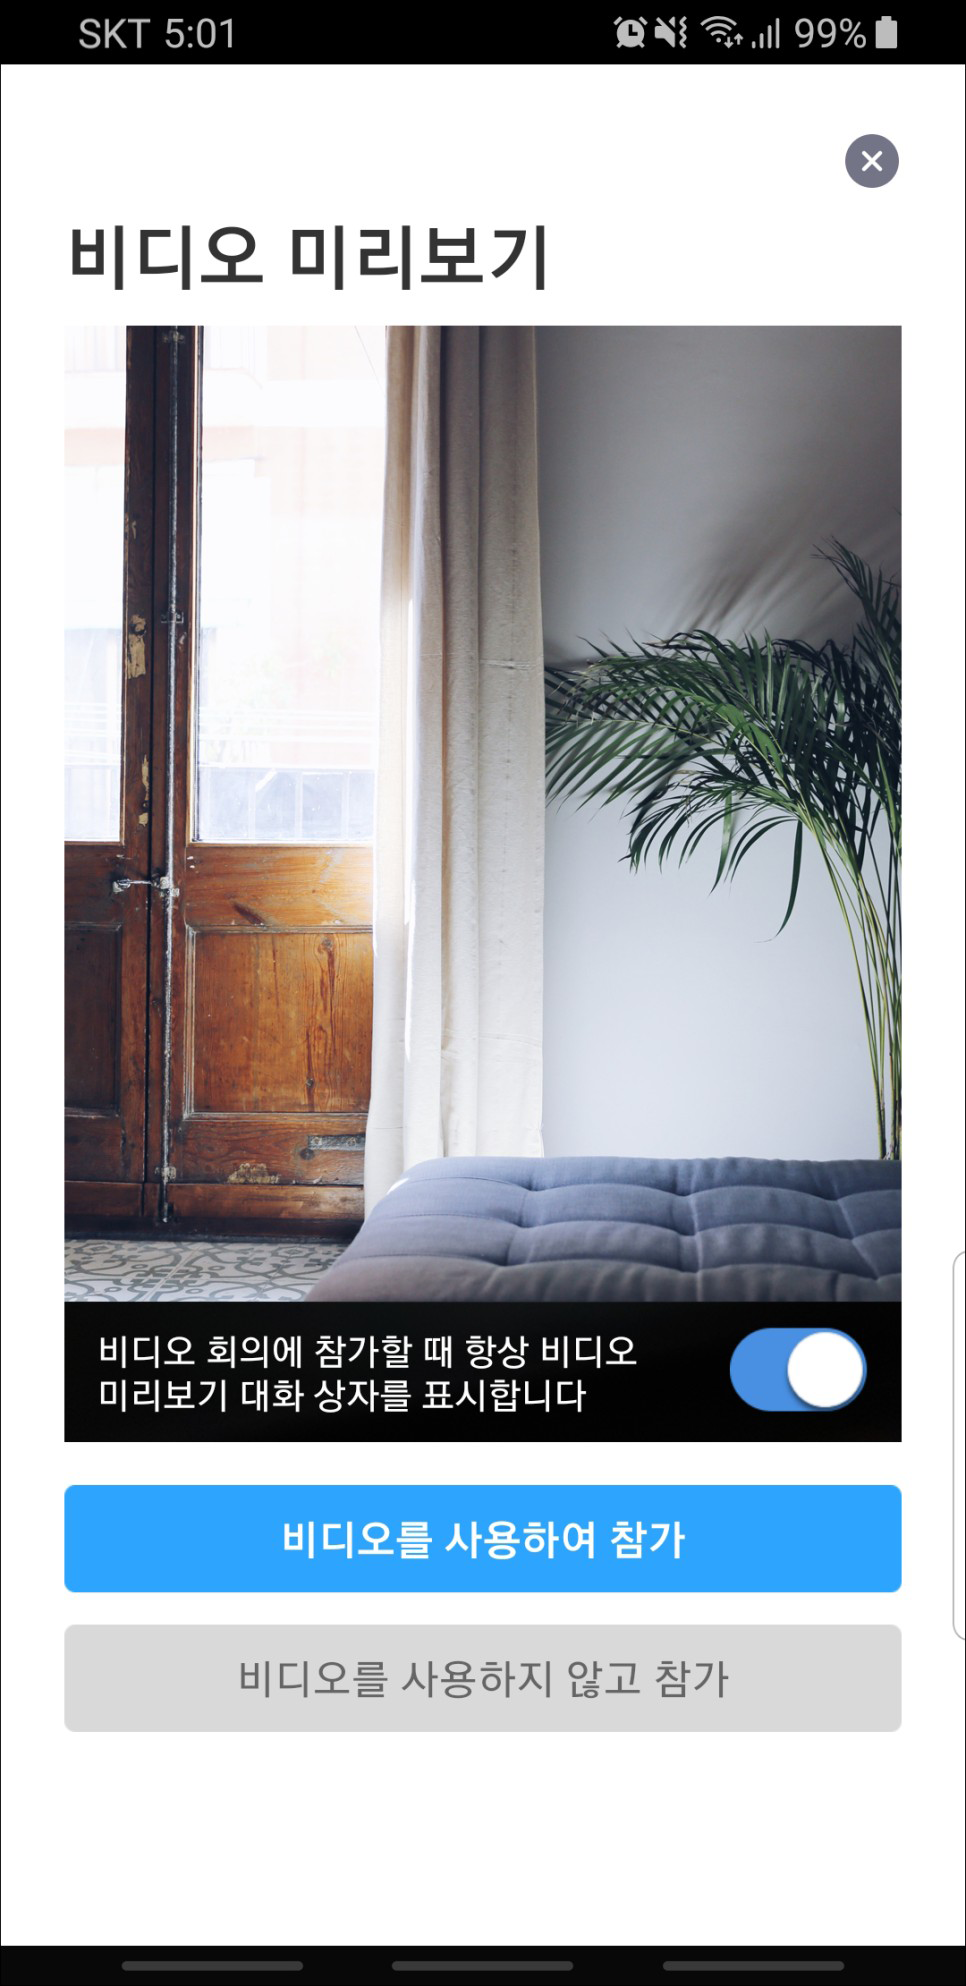 SKT 5:01 99%
비디오 미리보기
비디오 회의에 참가할 때 항상 비디오
미리보기 대화 상자를 표시합니다
비디오를 사용하여 참가
비디오를 사용하지 않고 참가